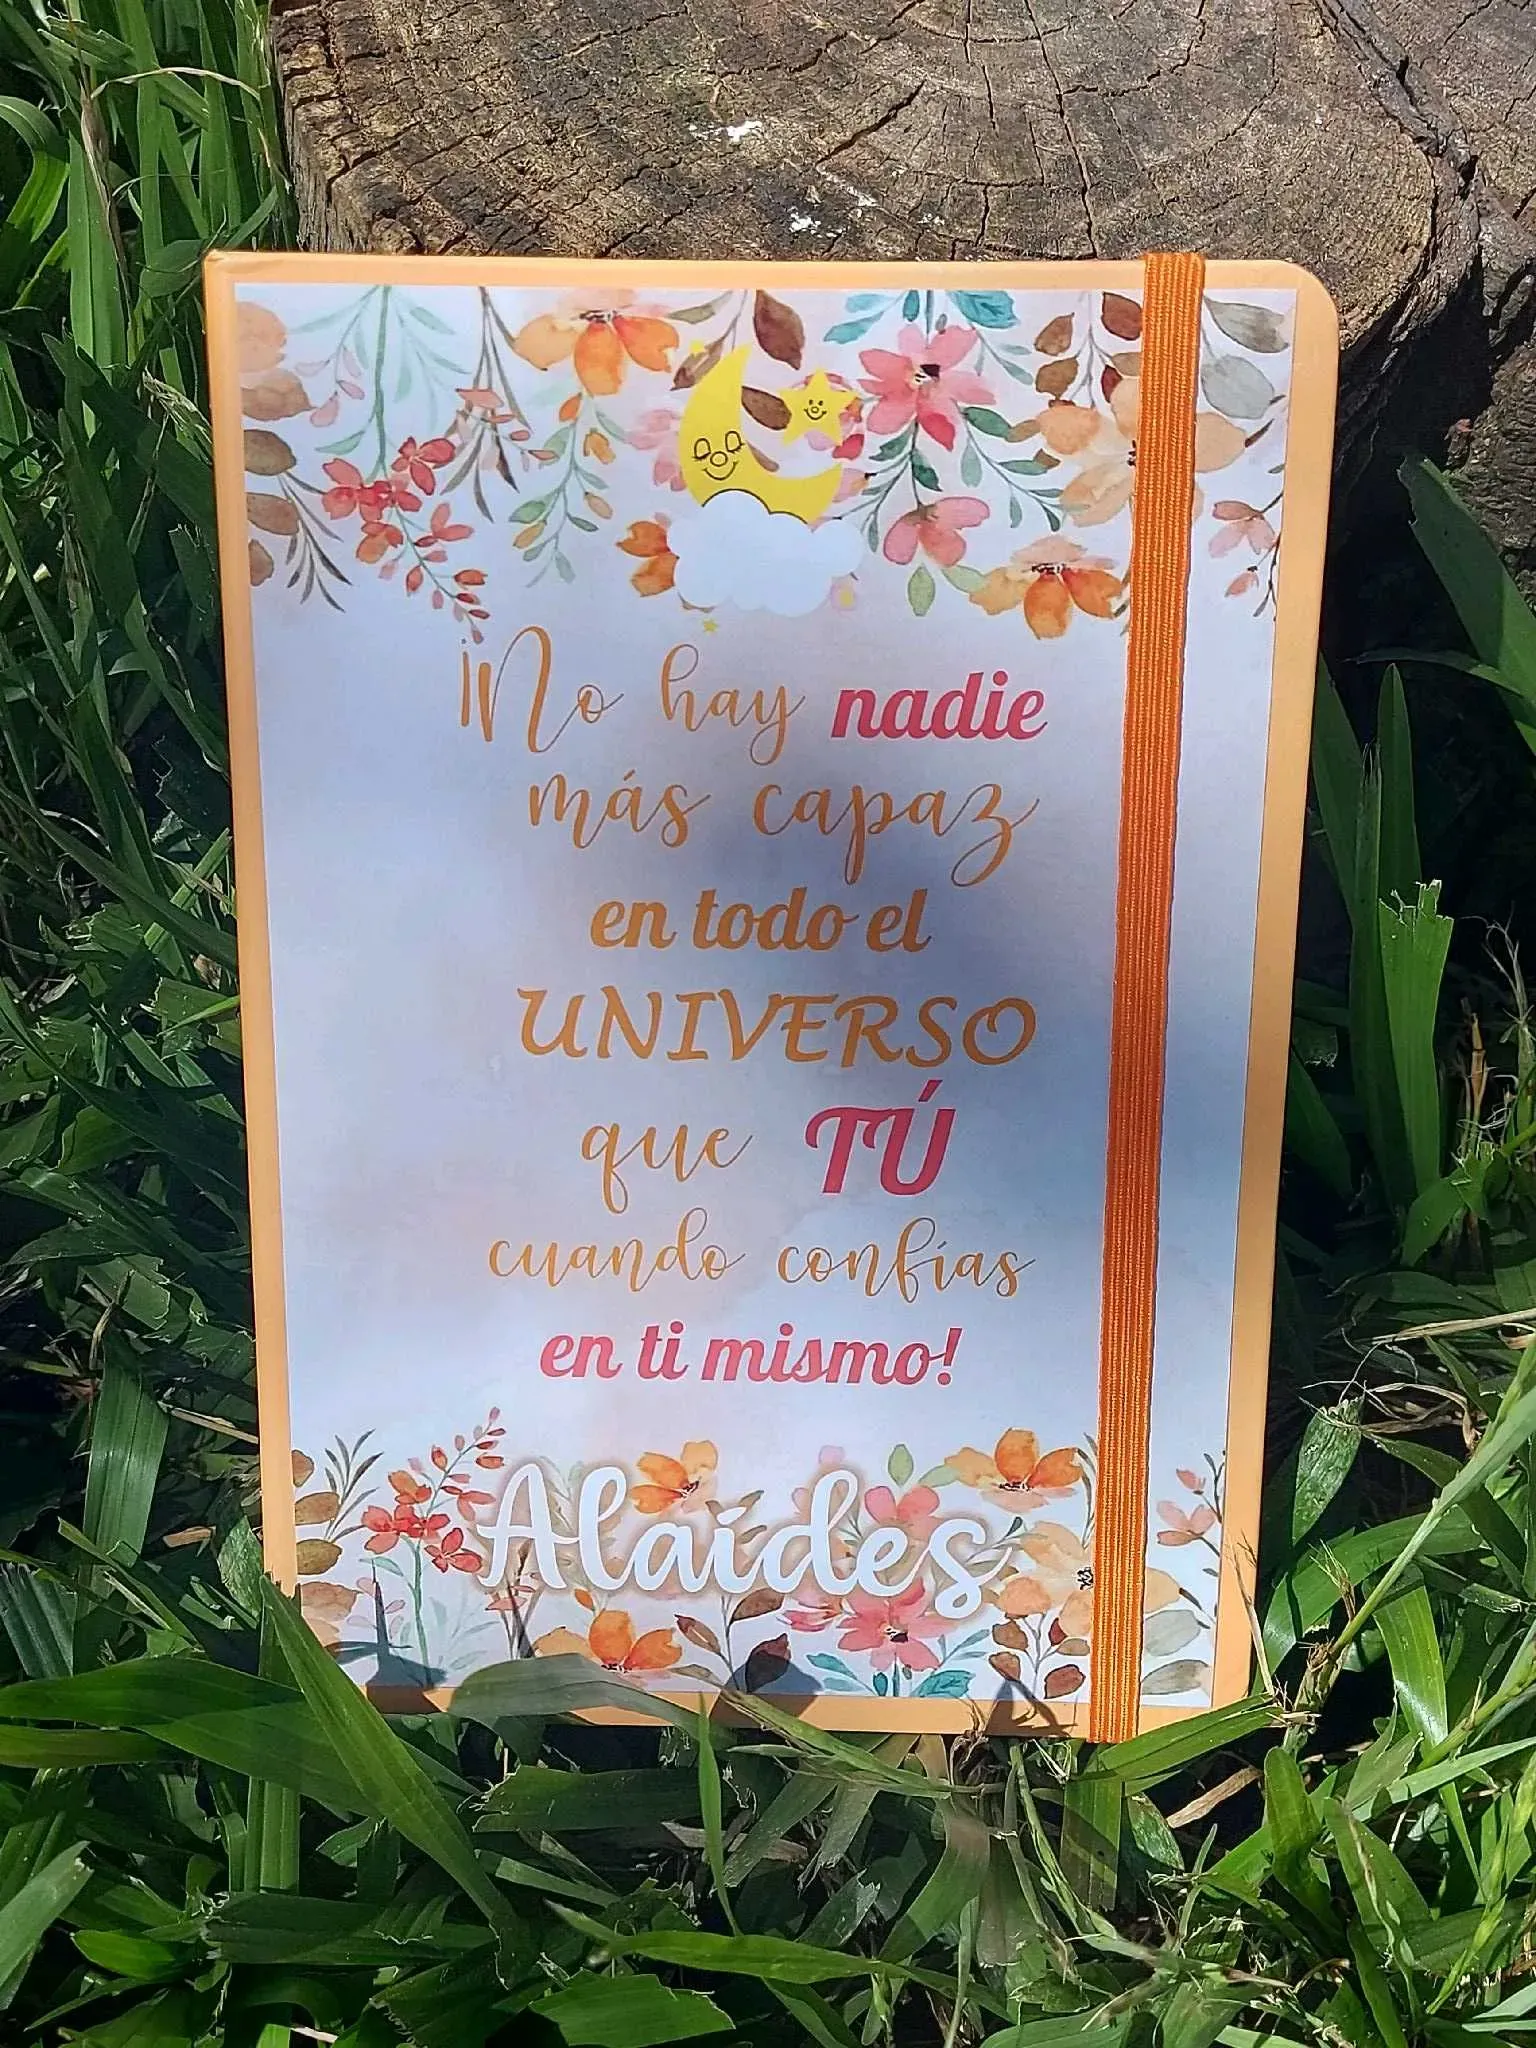 ¡No hay nadie
más capaz
en todo el
UNIVERSO
que TÚ
cuando confías
en ti mismo!
Alaídes